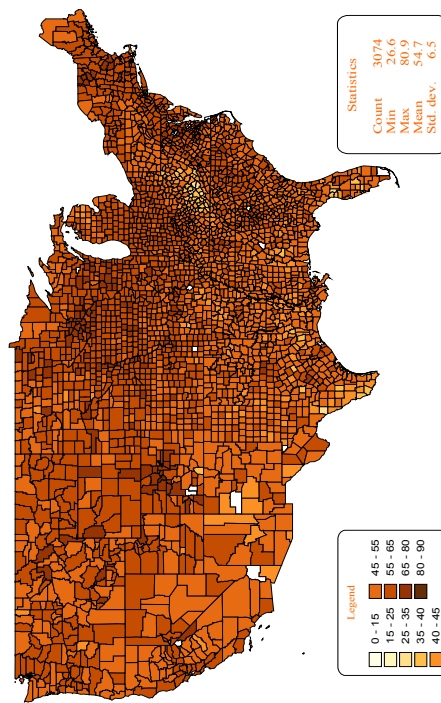 Statistics
Count 3074
Min 26.6
Max 80.9
Mean 54.7
Std. dev. 6.5
Legend
0 - 15 45 - 55
15 - 25 55 - 65
25 - 35 65 - 80
35 - 40 80 - 90
40 - 45